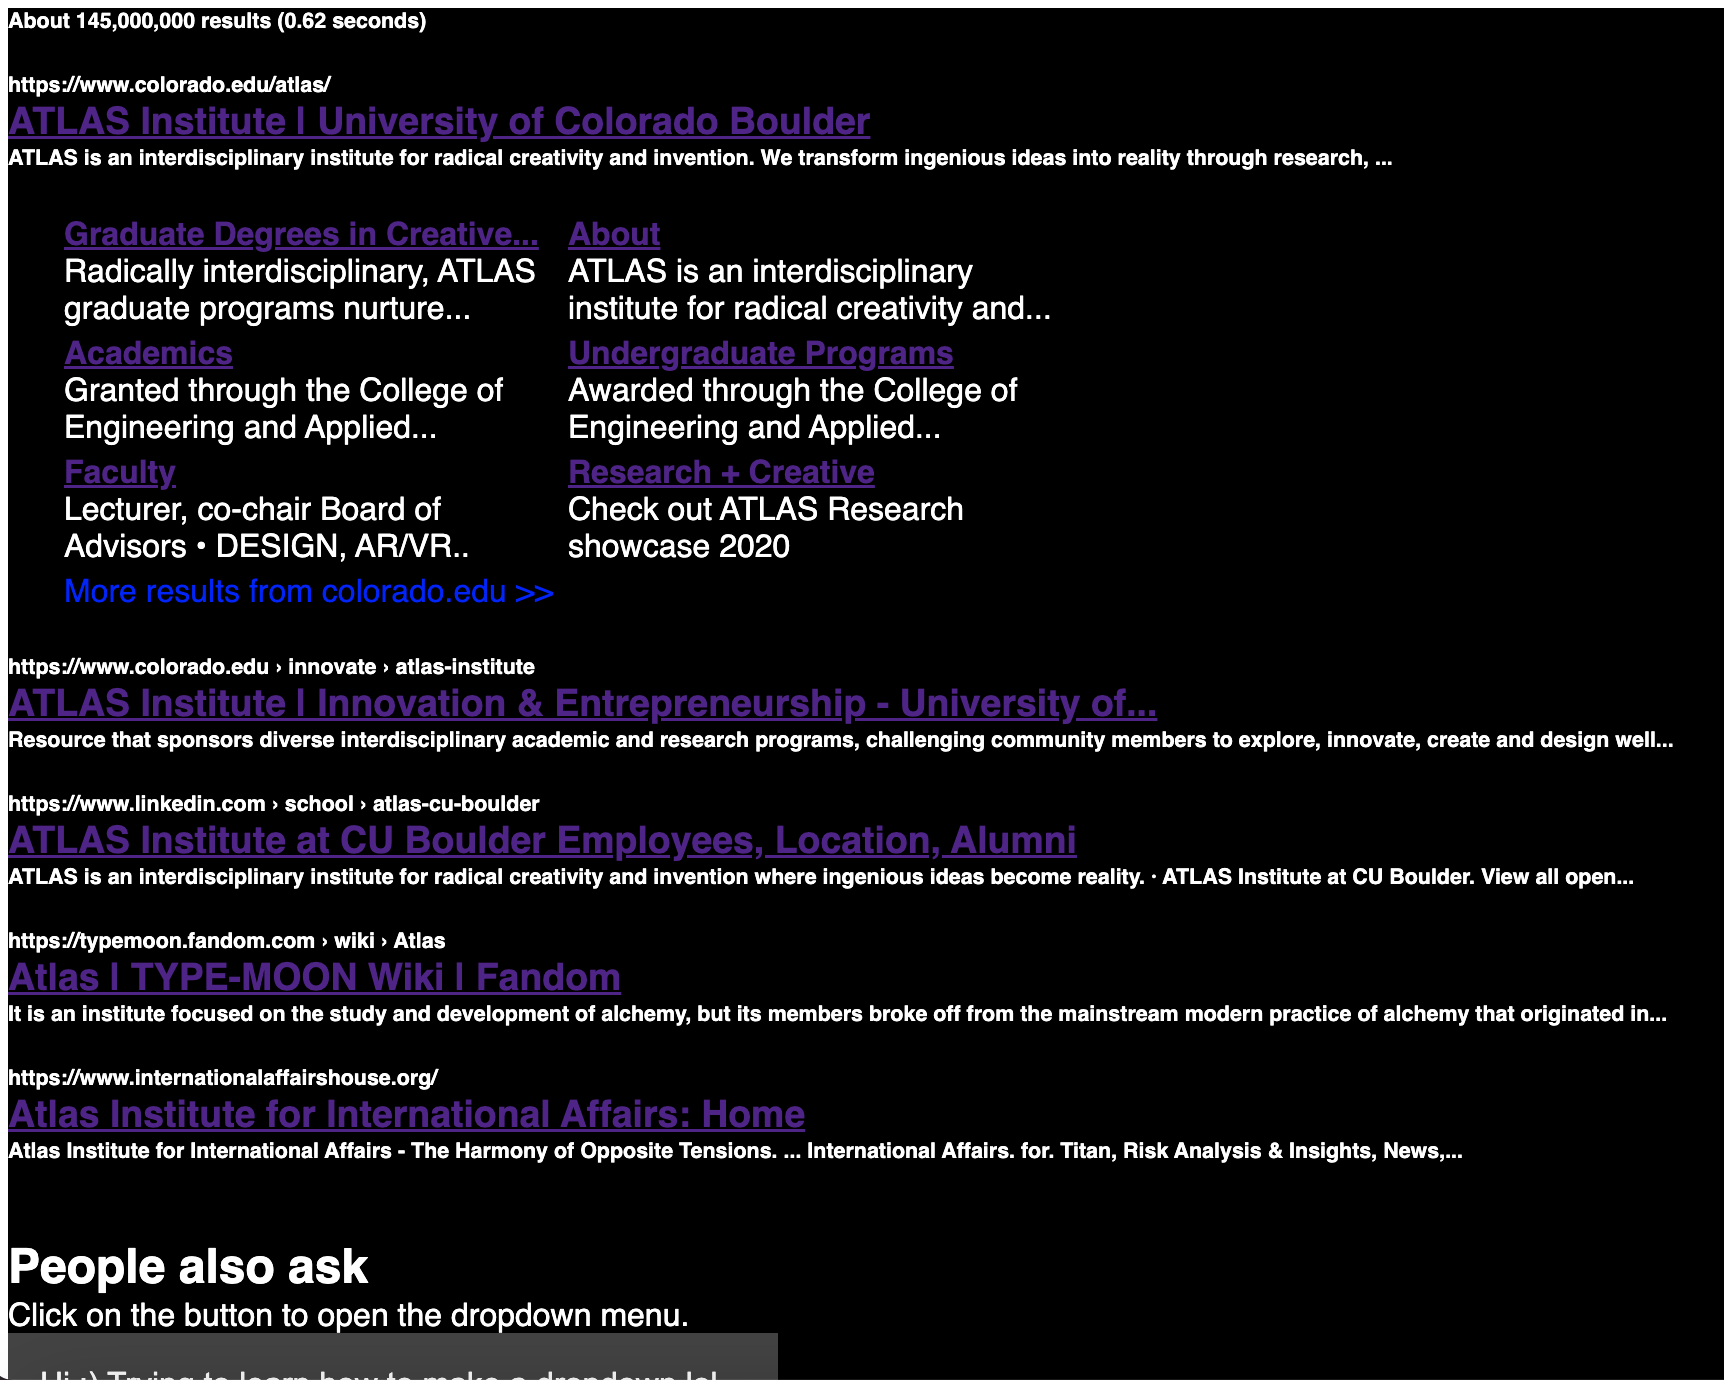 About 145,000,000 results (0.62 seconds)
https://www.colorado.edu/atlas/
ATLAS Institute | University of Colorado Boulder
ATLAS is an interdisciplinary institute for radical creativity and invention. We transform ingenious ideas into reality through research, ...
Graduate Degrees in Creative...
Radically interdisciplinary, ATLAS
graduate programs nurture...
About
ATLAS is an interdisciplinary
institute for radical creativity and...
Academics
Granted through the College of
Engineering and Applied...
Undergraduate Programs
Awarded through the College of
Engineering and Applied...
Faculty
Lecturer, co-chair Board of
Advisors • DESIGN, AR/VR..
Research + Creative
Check out ATLAS Research
showcase 2020
More results from colorado.edu >>
https://www.colorado.edu › innovate › atlas-institute
ATLAS Institute | Innovation & Entrepreneurship - University of...
Resource that sponsors diverse interdisciplinary academic and research programs, challenging community members to explore, innovate, create and design well...
https://www.linkedin.com › school › atlas-cu-boulder
ATLAS Institute at CU Boulder Employees, Location, Alumni
ATLAS is an interdisciplinary institute for radical creativity and invention where ingenious ideas become reality. · ATLAS Institute at CU Boulder. View all open...
https://typemoon.fandom.com › wiki › Atlas
Atlas | TYPE-MOON Wiki | Fandom
It is an institute focused on the study and development of alchemy, but its members broke off from the mainstream modern practice of alchemy that originated in...
https://www.internationalaffairshouse.org/
Atlas Institute for International Affairs: Home
Atlas Institute for International Affairs - The Harmony of Opposite Tensions. ... International Affairs. for. Titan, Risk Analysis & Insights, News,...
People also ask
Click on the button to open the dropdown menu.
Hi :) Trying to learn how to make a dropdown lol